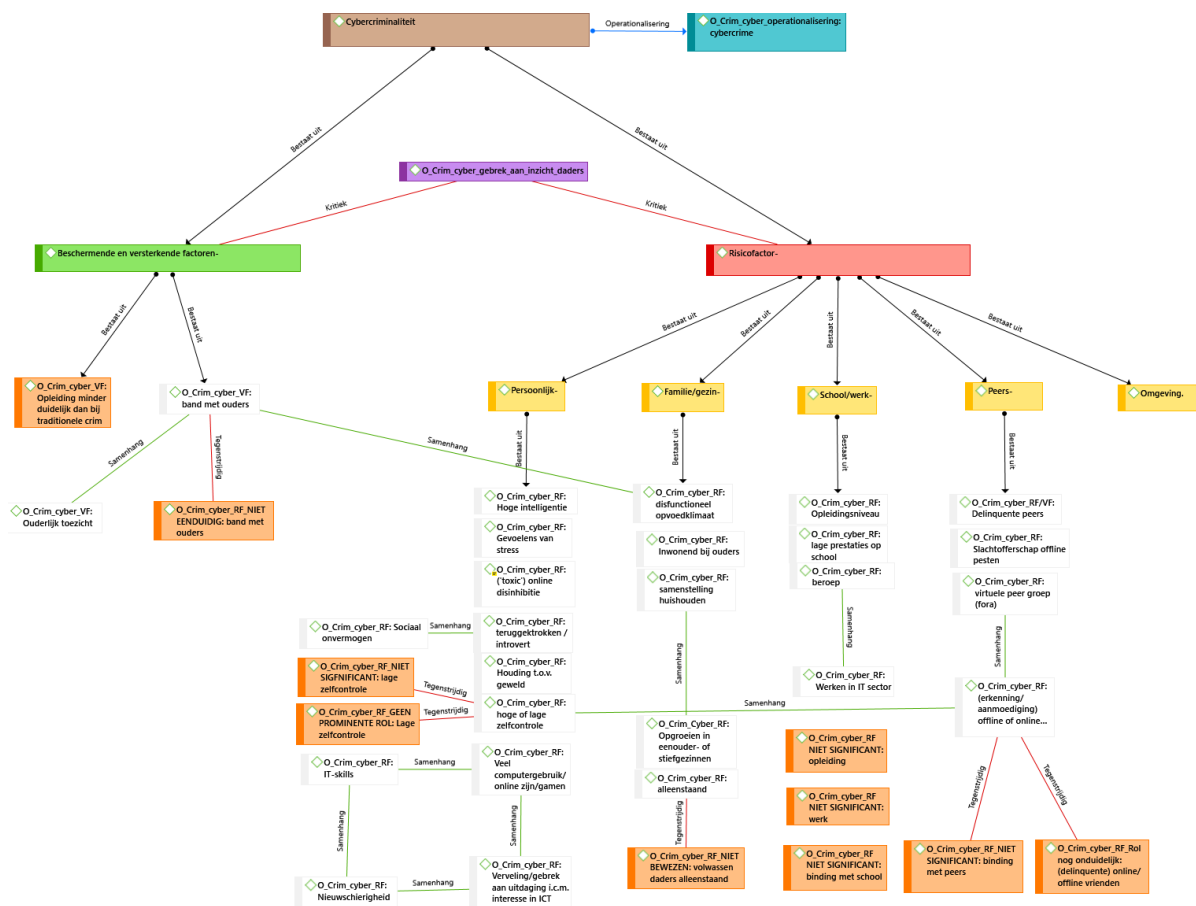 Cybercriminaliteit
Operationalisering
O_Crim_cyber_operationalisering:
cybercrime
Bestaat uit
Bestaat uit
O_Crim_cyber_gebrek_aan_inzicht_daders
Kritiek
Kritiek
Beschermende en versterkende factoren-
Risicofactor-
Bestaat uit
Bestaat uit
Bestaat uit
Bestaat uit
Bestaat uit
Bestaat uit
Bestaat uit
O_Crim_cyber_VF:
Opleiding minder
duidelijk dan bij
traditionele crim
O_Crim_cyber_VF:
band met ouders
Persoonlijk-
Familie/gezin-
School/werk-
Peers-
Omgeving.
Samenhang
Tegenstrijdig
Samenhang
Bestaat uit
Bestaat uit
Bestaat uit
Bestaat uit
O_Crim_cyber_VF:
Ouderlijk toezicht
O_Crim_cyber_RF_NIET
EENDUIDIG: band met
ouders
O_Crim_cyber_RF:
Hoge intelligentie
O_Crim_cyber_RF:
Gevoelens van
stress
O_Crim_cyber_RF:
('toxic') online
disinhibitie
O_Crim_cyber_RF: Sociaal
onvermogen
Samenhang
O_Crim_cyber_RF:
teruggektrokken /
introvert
O_Crim_cyber_RF:
Houding t.o.v.
geweld
O_Crim_cyber_RF_NIET
SIGFNIFICANT: lage
zelfcontrole
Tegenstrijdig
O_Crim_cyber_RF_GEEN
PROMINENTE ROL: Lage
zelfcontrole
Tegenstrijdig
O_Crim_cyber_RF:
hoge of lage
zelfcontrole
Samenhang
O_Crim_cyber_RF:
IT-skills
Samenhang
O_Crim_cyber_RF:
Veel
computergebruik/
online zijn/gamen
Samenhang
Samenhang
O_Crim_cyber_RF:
Nieuwschierigheid
Samenhang
O_Crim_cyber_RF:
Verveling/gebrek
aan uitdaging i.c.m.
interesse in ICT
O_Crim_cyber_RF:
disfunctioneel
opvoedklimaat
O_Crim_cyber_RF:
Inwonend bij ouders
O_Crim_cyber_RF:
samenstelling
huishouden
Samenhang
O_Crim_cyber_RF:
Opgroeien in
eenouder- of
stiefgezinnen
O_Crim_cyber_RF:
alleenstaand
Tegenstrijdig
O_Crim_cyber_RF_NIET
BEWEZEN: volwassen
daders alleenstaand
O_Crim_cyber_RF:
Opleidingsniveau
O_Crim_cyber_RF:
lage prestaties op
school
O_Crim_cyber_RF:
beroep
Samenhang
O_Crim_cyber_RF:
Werken in IT sector
O_Crim_cyber_RF
NIET SIGNIFICANT:
opleiding
O_Crim_cyber_RF
NIET SIGNIFICANT:
werk
O_Crim_cyber_RF
NIET SIGNIFICANT:
binding met school
O_Crim_cyber_RF/VF:
Delinquente peers
O_Crim_cyber_RF:
Slachtofferschap offline
pesten
O_Crim_cyber_RF:
virtuele peer groep
(fora)
Samenhang
O_Crim_cyber_RF:
(erkenning/
aanmoediging)
offline of online...
Tegenstrijdig
Tegenstrijdig
O_Crim_cyber_RF_NIET
SIGNIFICANT: binding
met peers
O_Crim_cyber_RF_Rol
nog onduidelijk:
(delinquente) online/
offline vrienden